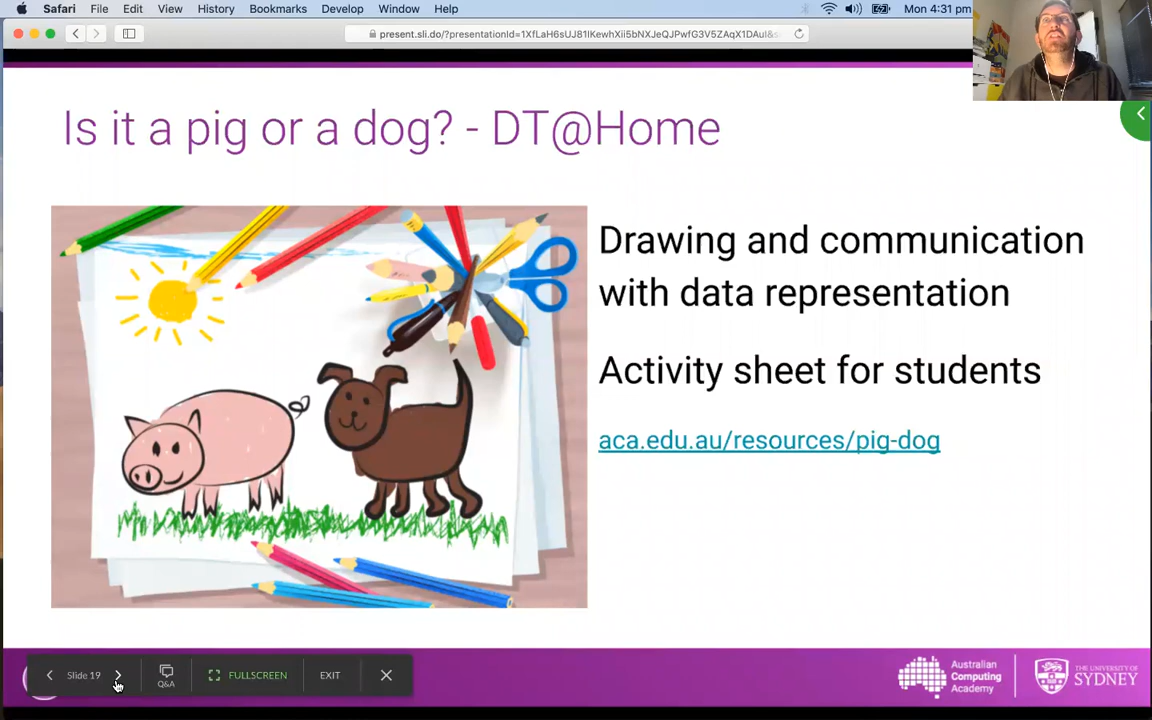 Safari File Edit View History Bookmarks Develop Window Help Mon 4:31 pm
present.sli.do/?presentationId=1XfLaH6sUJ81IKewhXii5bNXJeQJPwfG3V5ZAqX1DAuI&s
Is it a pig or a dog? - DT@Home
Drawing and communication
with data representation
Activity sheet for students
aca.edu.au/resources/pig-dog
Slide 19
Q&A
FULLSCREEN
EXIT
Australian
Computing
Academy
THE UNIVERSITY OF
SYDNEY